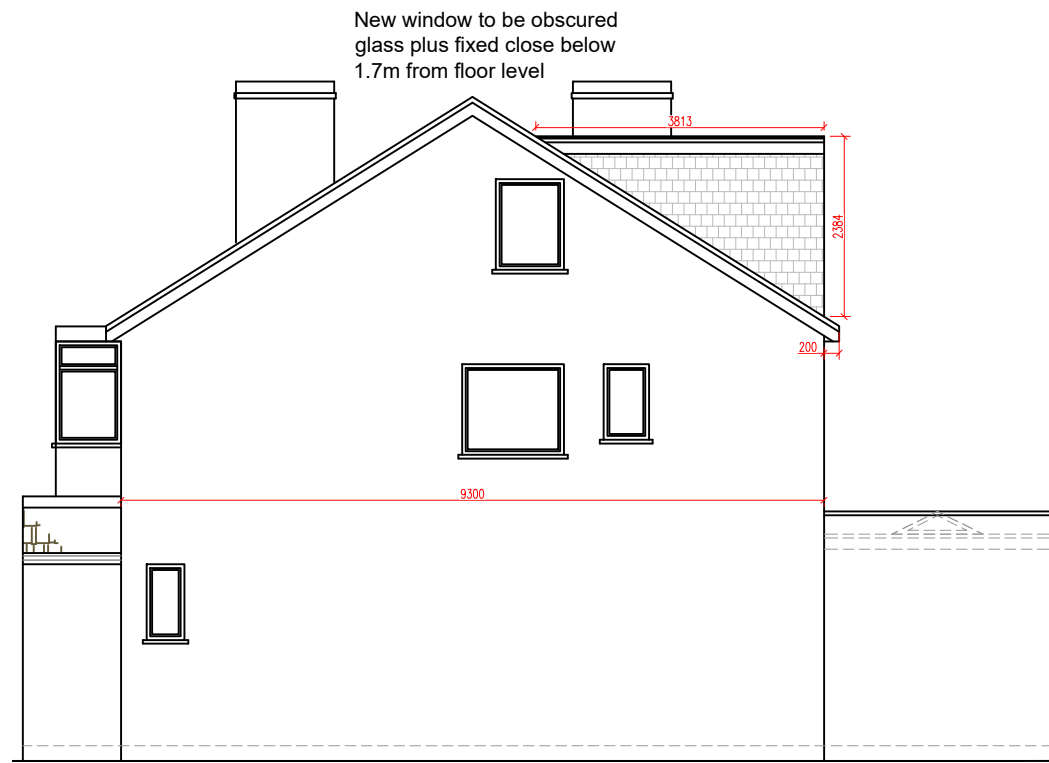 New window to be obscured
glass plus fixed close below
1.7m from floor level
3813
2384
200
9300